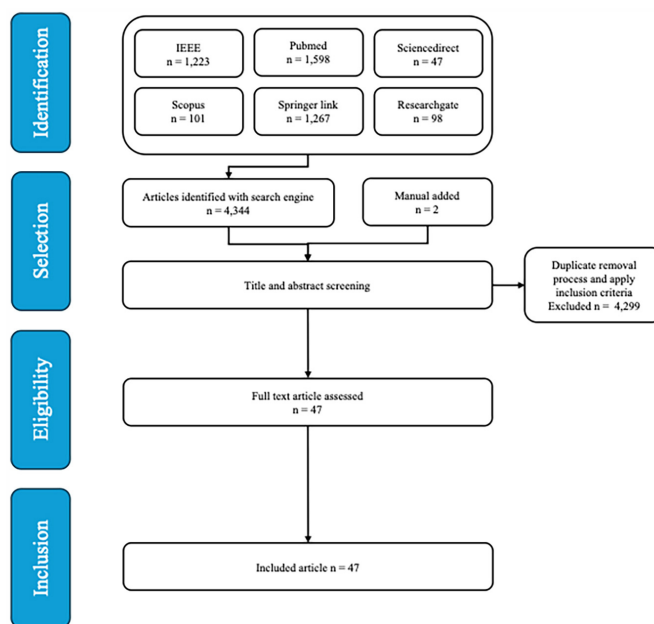 Identification
IEEE
n = 1,223
Pubmed
n = 1,598
Sciencedirect
n = 47
Scopus
n = 101
Springer link
n = 1,267
Researchgate
n = 98
Selection
Articles identified with search engine
n = 4,344
Manual added
n = 2
Title and abstract screening
Duplicate removal
process and apply
inclusion criteria
Excluded n = 4,299
Eligibility
Full text article assessed
n = 47
Inclusion
Included article n = 47